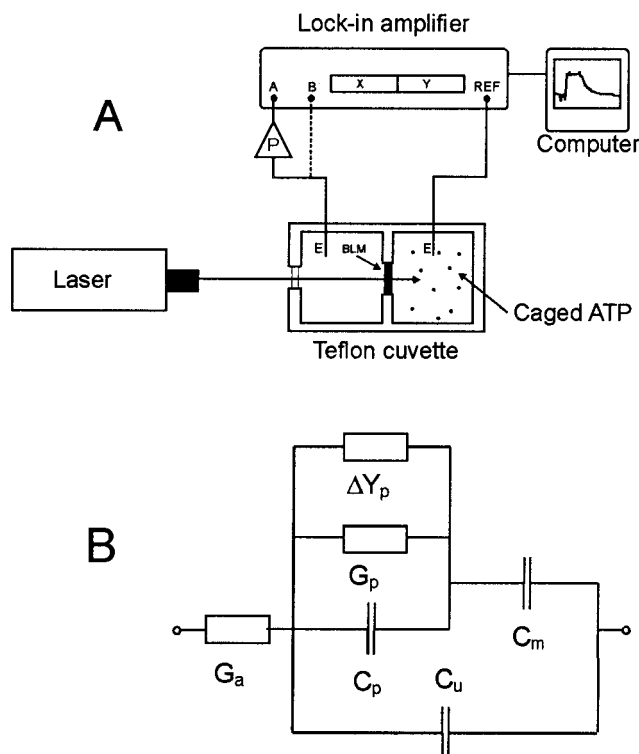 Lock-in amplifier
A
B
X
Y
REF
P
Computer
A
Laser
E
BLM
E
Caged ATP
Teflon cuvette
B
ΔYp
Gp
Ga
Cp
Cu
Cm